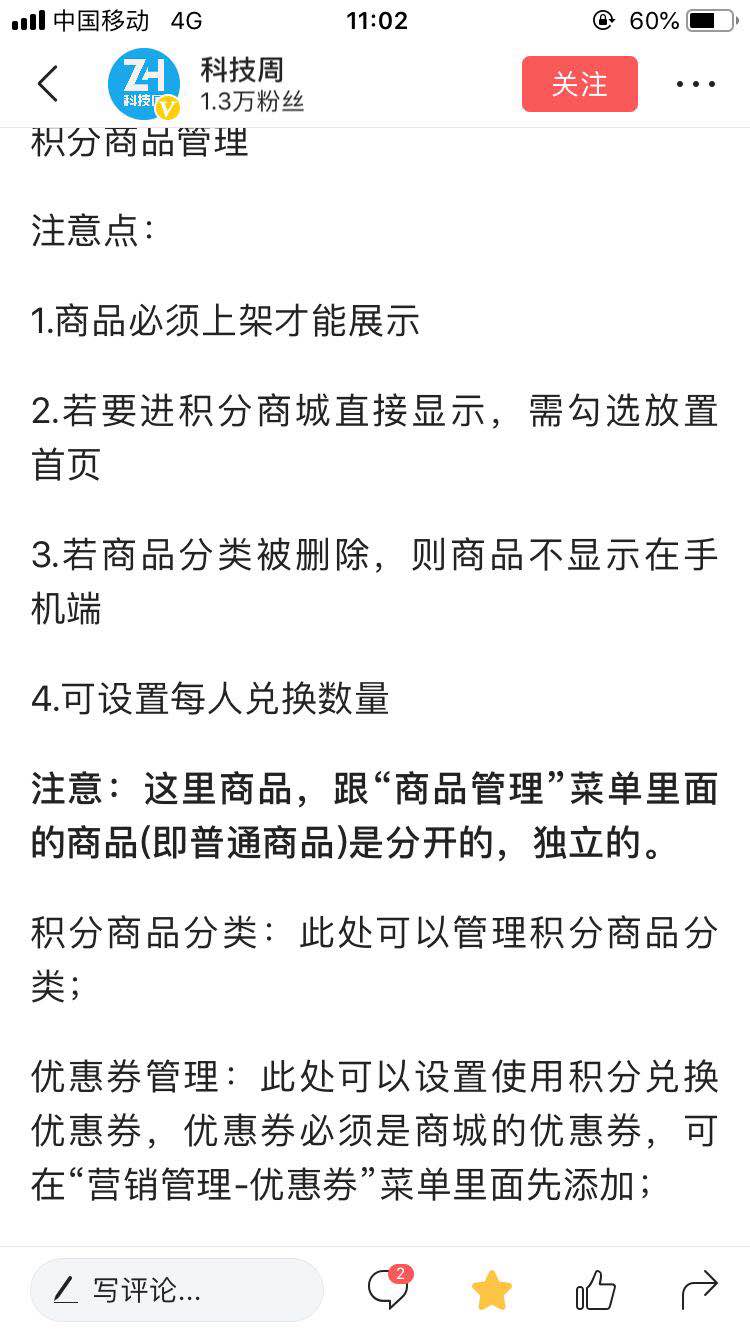 中国移动 4G 11:02 60%
ZH
科技周
V
科技周
1.3万粉丝
关注
积分商品管理
注意点：
1.商品必须上架才能展示
2.若要进积分商城直接显示，需勾选放置
首页
3.若商品分类被删除，则商品不显示在手
机端
4.可设置每人兑换数量
注意：这里商品，跟“商品管理”菜单里面
的商品(即普通商品)是分开的，独立的。
积分商品分类：此处可以管理积分商品分
类；
优惠券管理：此处可以设置使用积分兑换
优惠券，优惠券必须是商城的优惠券，可
在“营销管理-优惠券”菜单里面先添加；
写评论...
2